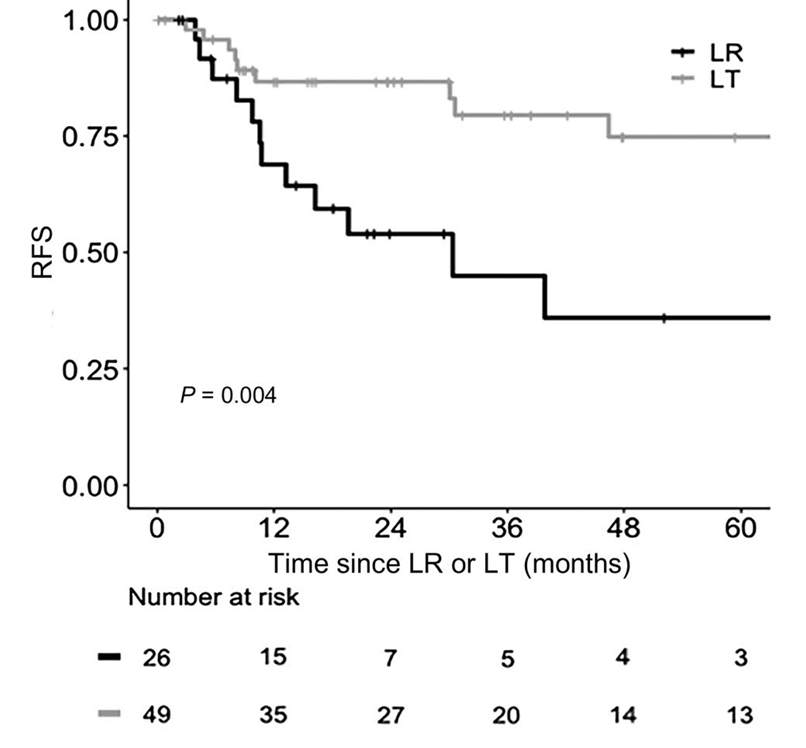 1.00
0.75
0.50
0.25
0.00
RFS
LR
LT
P = 0.004
0 12 24 36 48 60
Time since LR or LT (months)
Number at risk
26 15 7 5 4 3
49 35 27 20 14 13